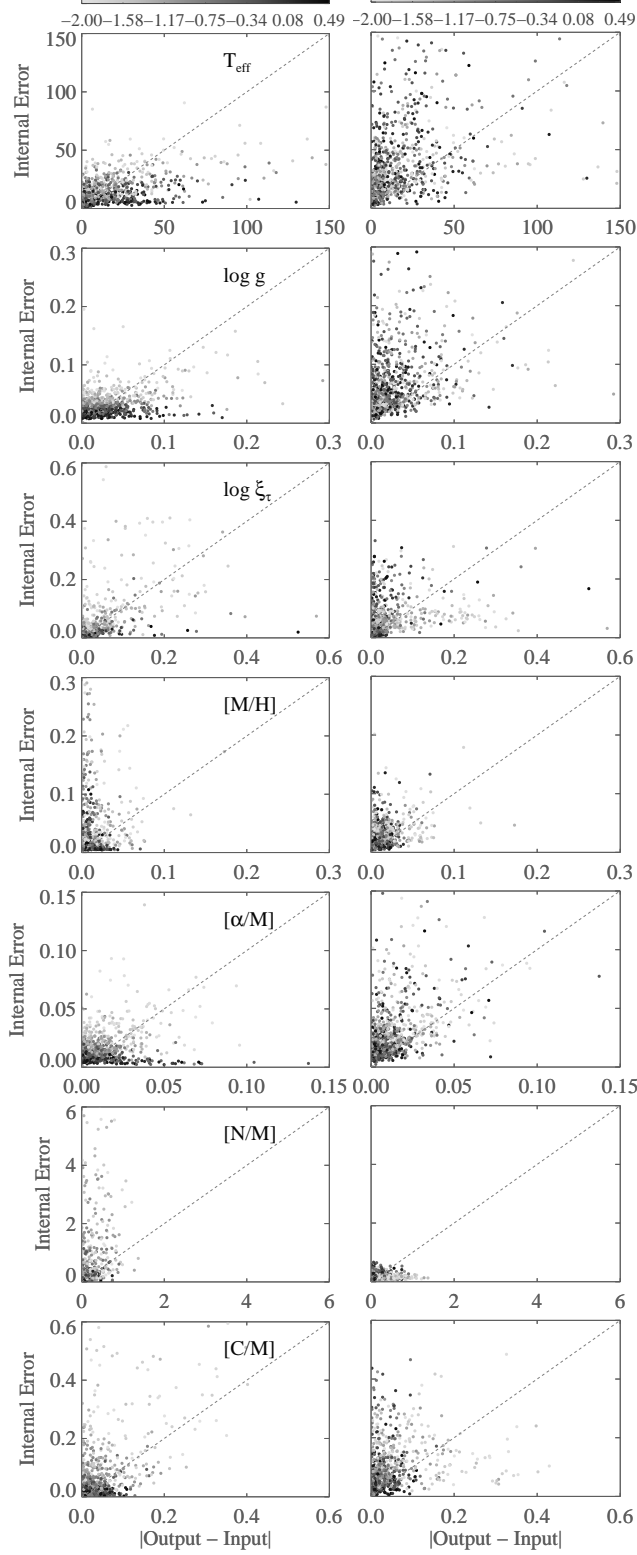 −2.00−1.58−1.17−0.75−0.34 0.08 0.49 −2.00−1.58−1.17−0.75−0.34 0.08 0.49
150
100
50
0
Internal Error
T_eff
0 50 100 150 0 50 100 150
0.3
0.2
0.1
0.0
Internal Error
log g
0.0 0.1 0.2 0.3 0.0 0.1 0.2 0.3
0.6
0.4
0.2
0.0
Internal Error
log ξ_τ
0.0 0.2 0.4 0.6 0.0 0.2 0.4 0.6
0.3
0.2
0.1
0.0
Internal Error
[M/H]
0.0 0.1 0.2 0.3 0.0 0.1 0.2 0.3
0.15
0.10
0.05
0.00
Internal Error
[α/M]
0.00 0.05 0.10 0.15 0.00 0.05 0.10 0.15
6
4
2
0
Internal Error
[N/M]
0 2 4 6 0 2 4 6
0.6
0.4
0.2
0.0
Internal Error
[C/M]
0.0 0.2 0.4 0.6 0.0 0.2 0.4 0.6
|Output − Input| |Output − Input|